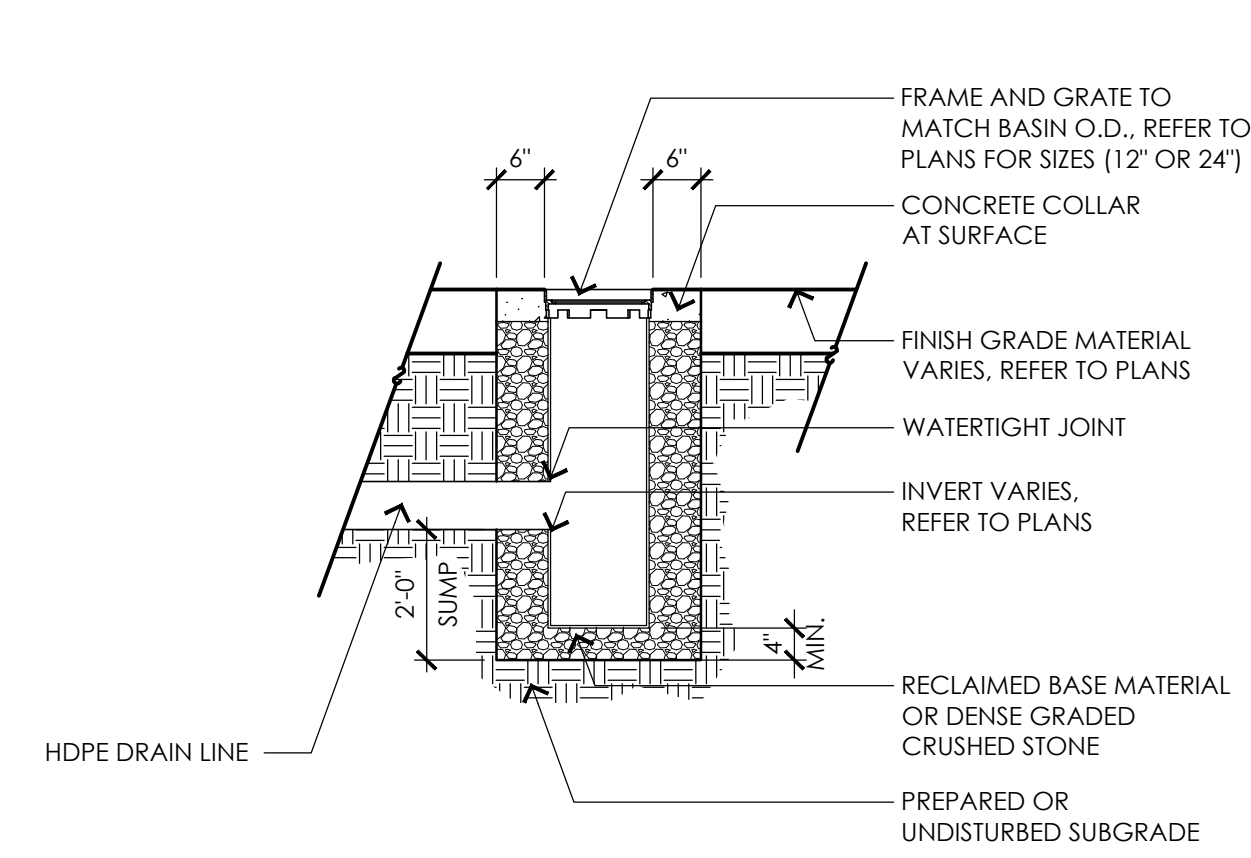 FRAME AND GRATE TO
MATCH BASIN O.D., REFER TO
PLANS FOR SIZES (12" OR 24")
6"
6"
CONCRETE COLLAR
AT SURFACE
FINISH GRADE MATERIAL
VARIES, REFER TO PLANS
WATERTIGHT JOINT
INVERT VARIES,
REFER TO PLANS
2'-0"
SUMP
4"
MIN.
RECLAIMED BASE MATERIAL
OR DENSE GRADED
CRUSHED STONE
HDPE DRAIN LINE
PREPARED OR
UNDISTURBED SUBGRADE